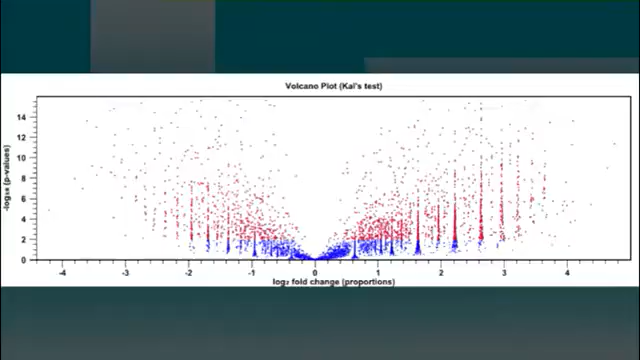 Volcano Plot (Kal's test)
14
12
10
8
6
4
2
0
-log₁₀ (p-values)
-4 -3 -2 -1 0 1 2 3 4
log₂ fold change (proportions)